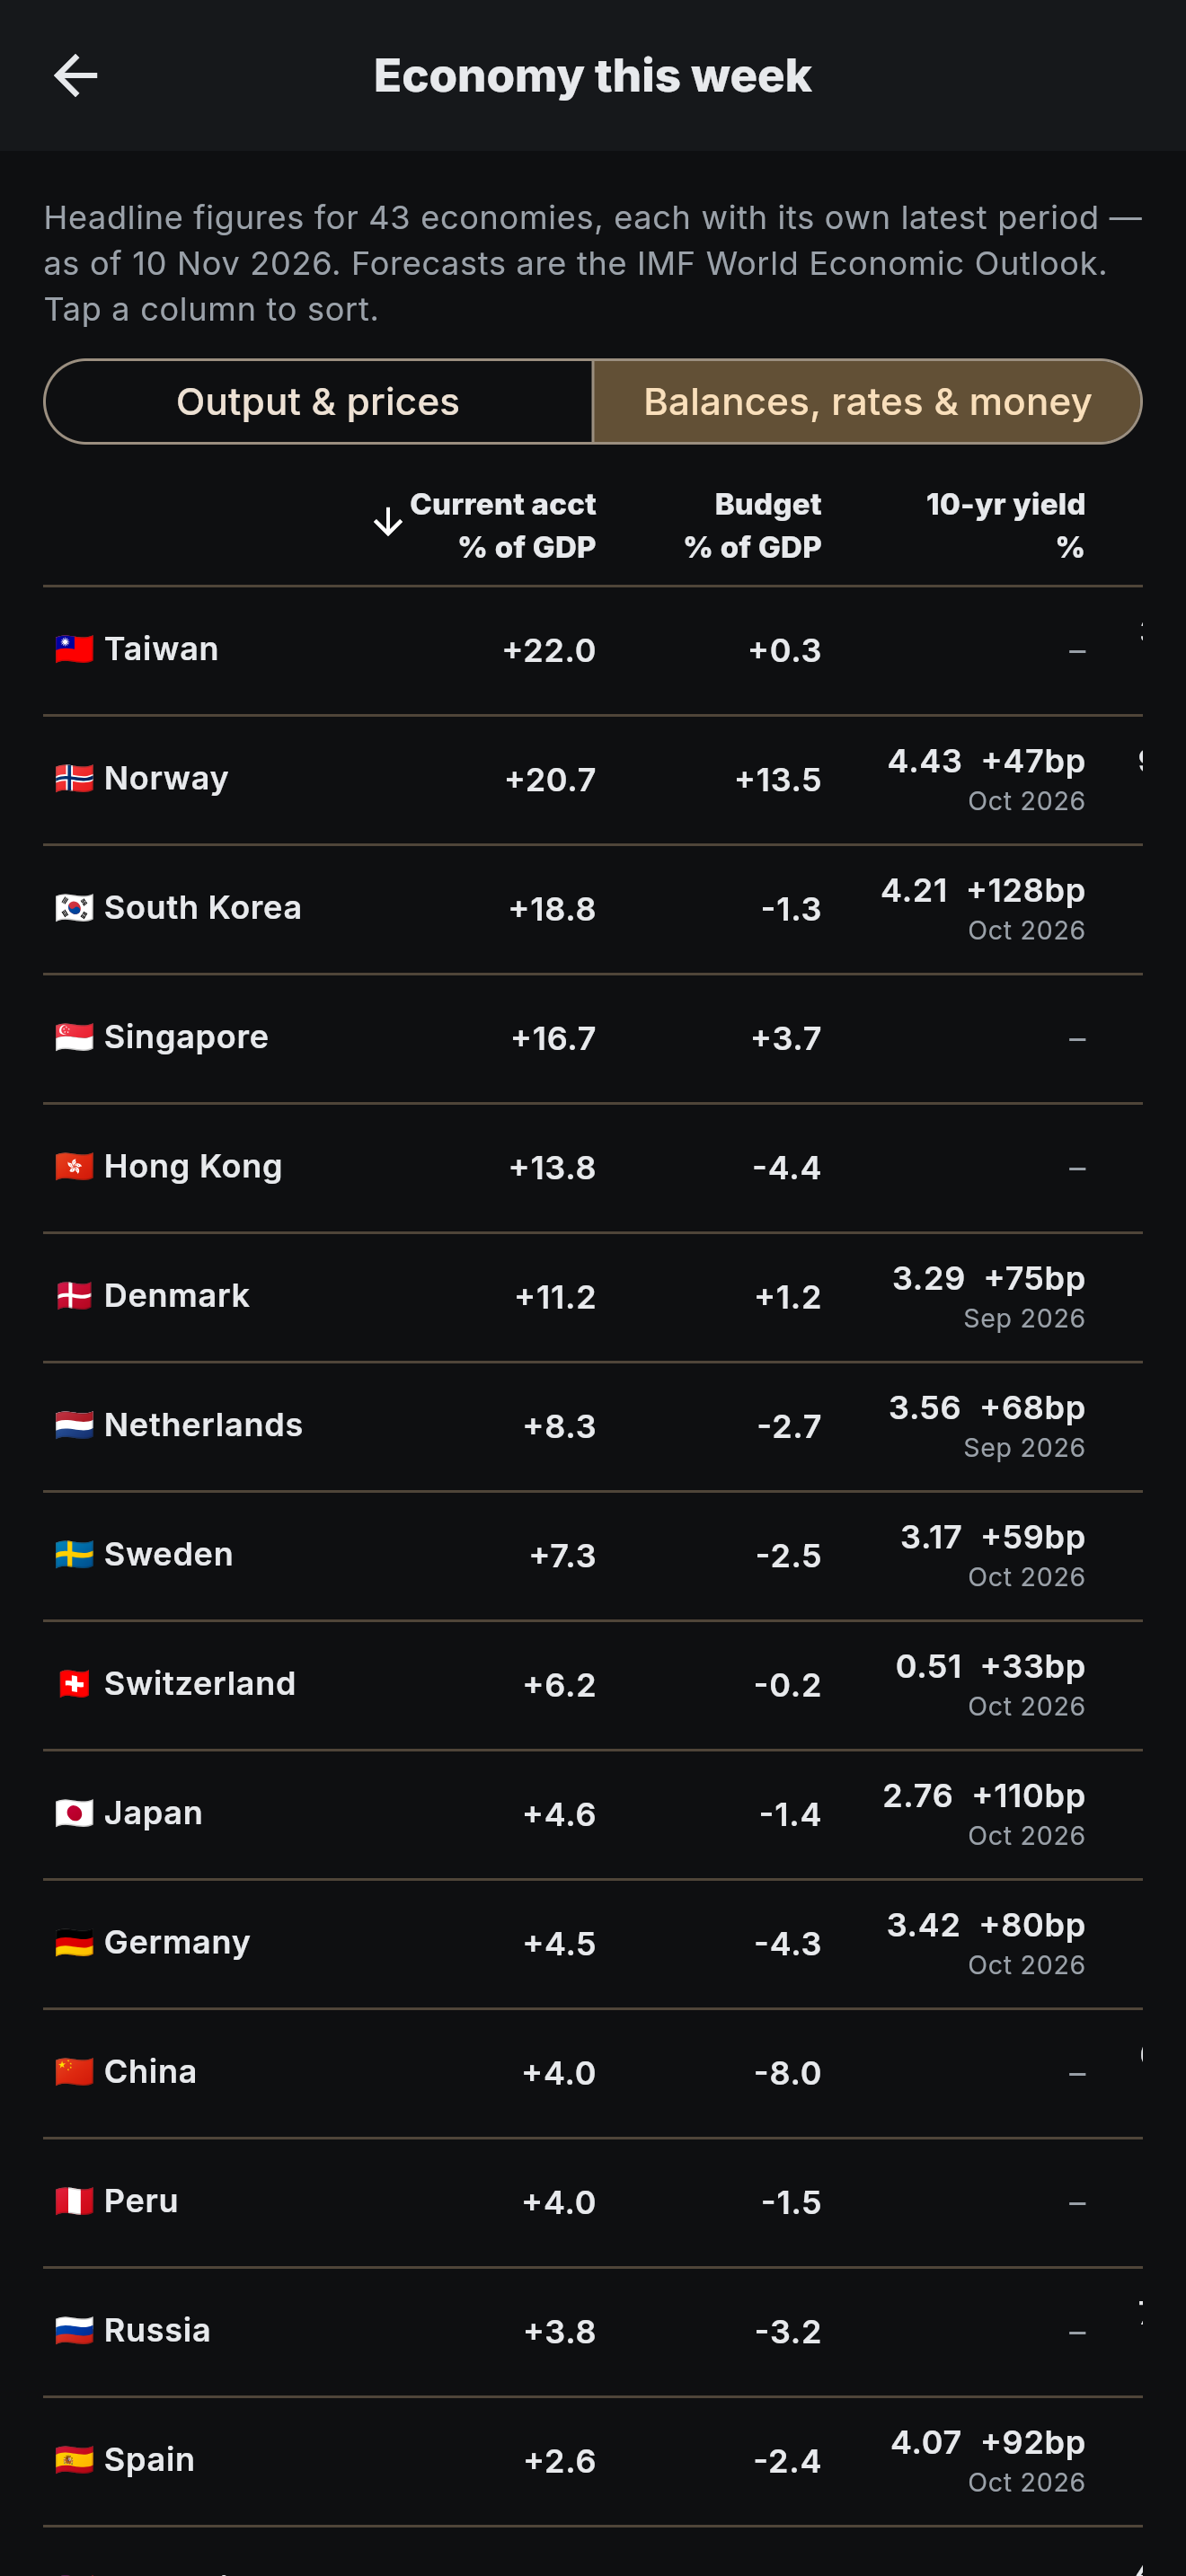 Economy this week
Headline figures for 43 economies, each with its own latest period —
as of 10 Nov 2026. Forecasts are the IMF World Economic Outlook.
Tap a column to sort.
Output & prices Balances, rates & money
↓ Current acct % of GDP Budget % of GDP 10-yr yield %
Taiwan +22.0 +0.3 –
Norway +20.7 +13.5 4.43 +47bp
Oct 2026
South Korea +18.8 -1.3 4.21 +128bp
Oct 2026
Singapore +16.7 +3.7 –
Hong Kong +13.8 -4.4 –
Denmark +11.2 +1.2 3.29 +75bp
Sep 2026
Netherlands +8.3 -2.7 3.56 +68bp
Sep 2026
Sweden +7.3 -2.5 3.17 +59bp
Oct 2026
Switzerland +6.2 -0.2 0.51 +33bp
Oct 2026
Japan +4.6 -1.4 2.76 +110bp
Oct 2026
Germany +4.5 -4.3 3.42 +80bp
Oct 2026
China +4.0 -8.0 –
Peru +4.0 -1.5 –
Russia +3.8 -3.2 –
Spain +2.6 -2.4 4.07 +92bp
Oct 2026